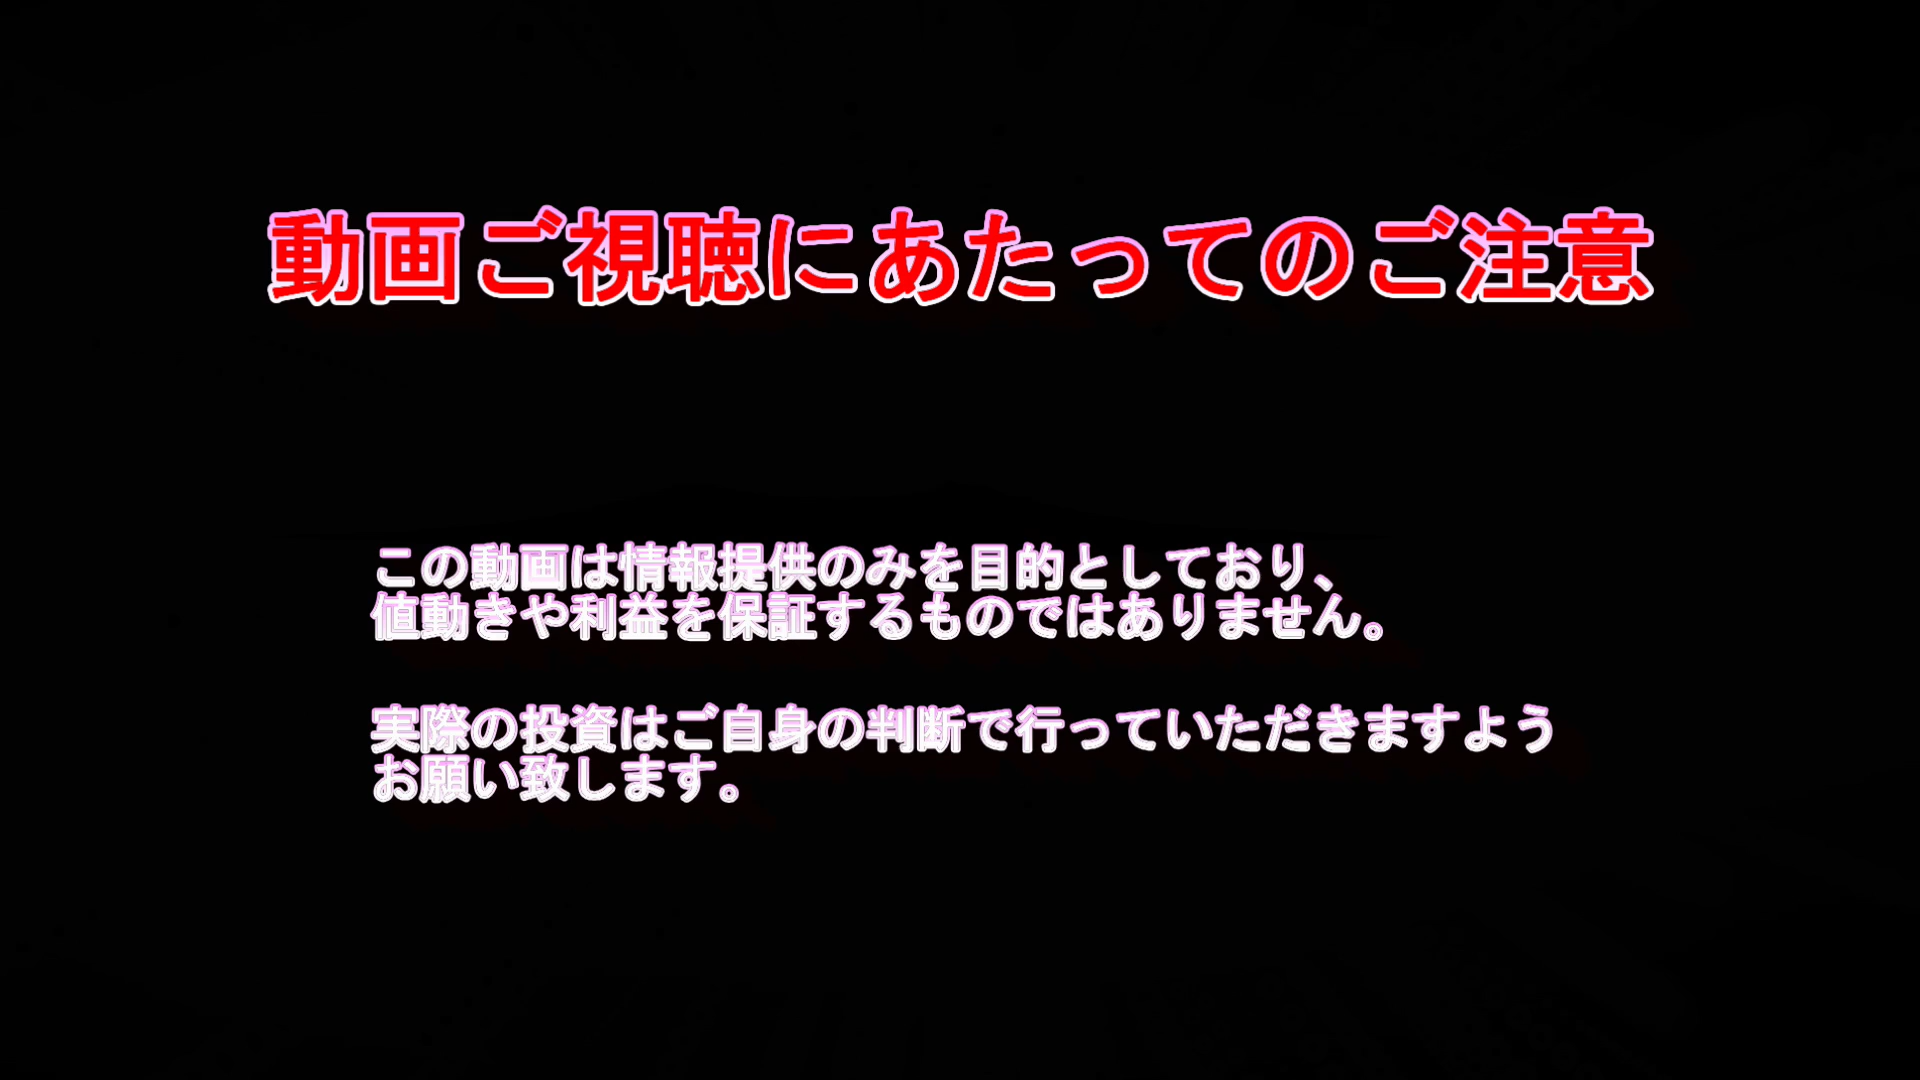 動画ご視聴にあたってのご注意
この動画は情報提供のみを目的としており、
値動きや利益を保証するものではありません。
実際の投資はご自身の判断で行っていただきますよう
お願い致します。